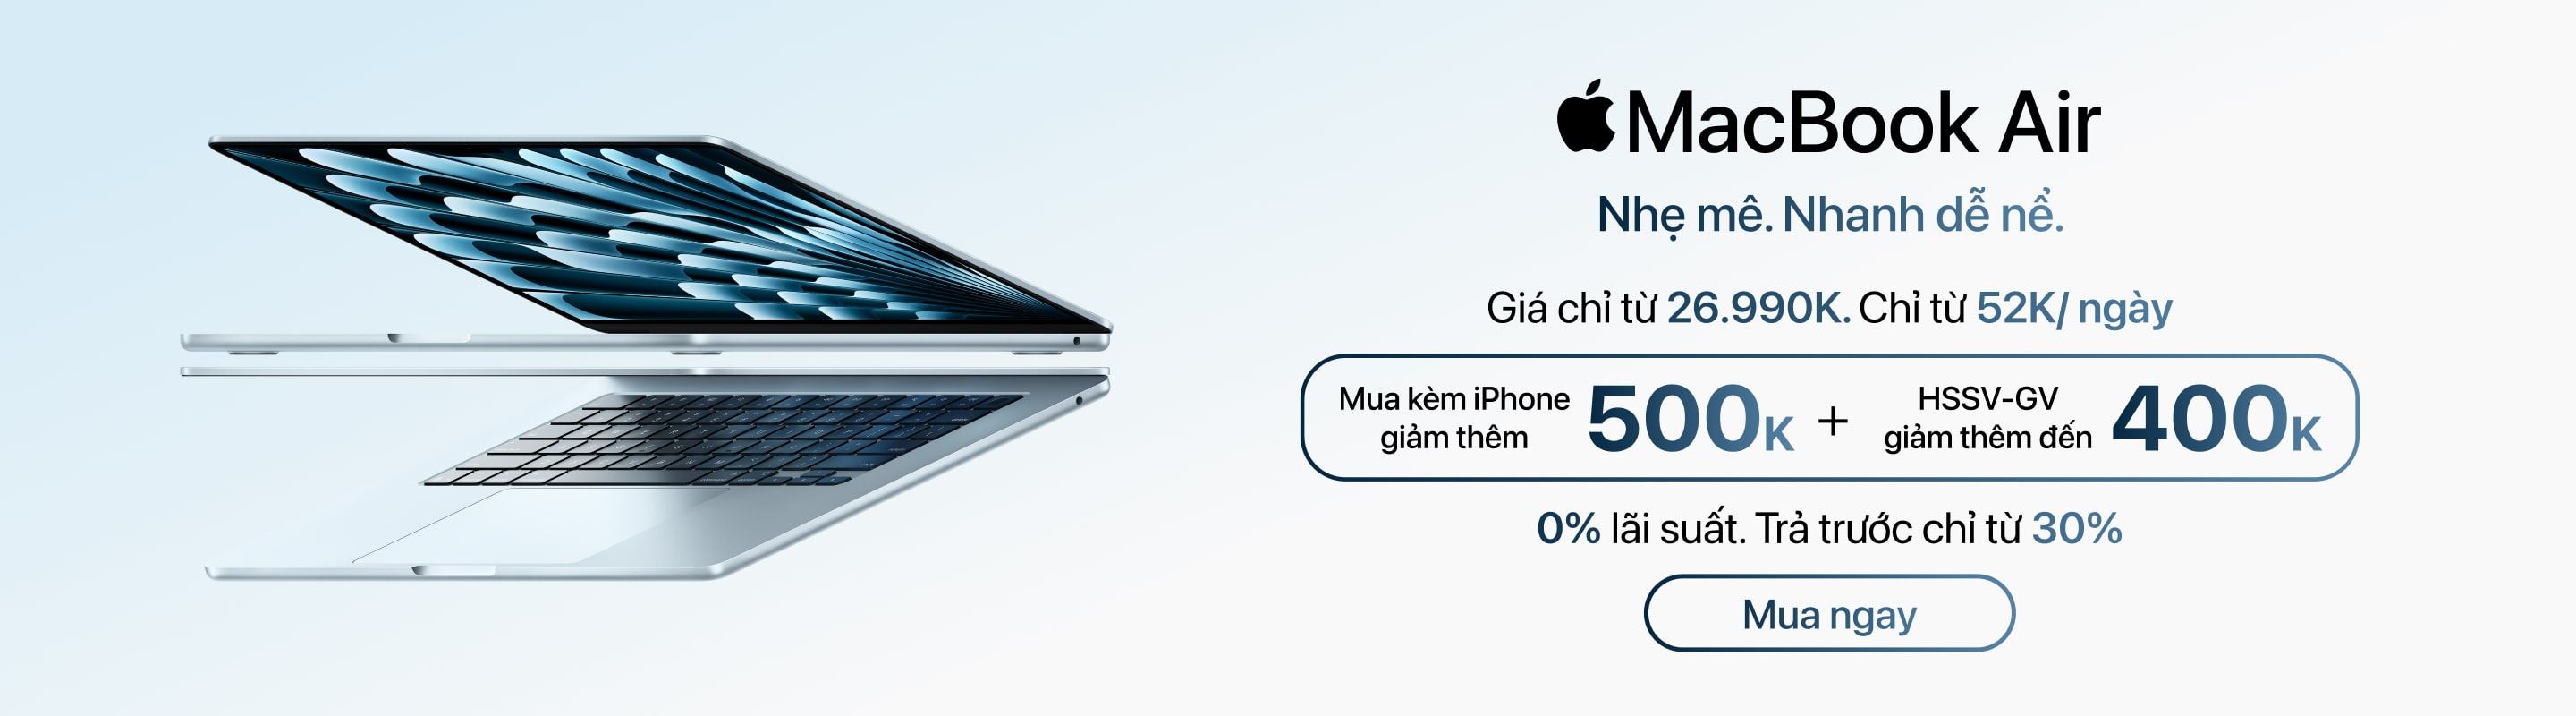 MacBook Air
Nhẹ mê. Nhanh dễ nể.
Giá chỉ từ 26.990K. Chỉ từ 52K/ ngày
Mua kèm iPhone
giảm thêm
500K
+
HSSV-GV
giảm thêm đến
400K
0% lãi suất. Trả trước chỉ từ 30%
Mua ngay